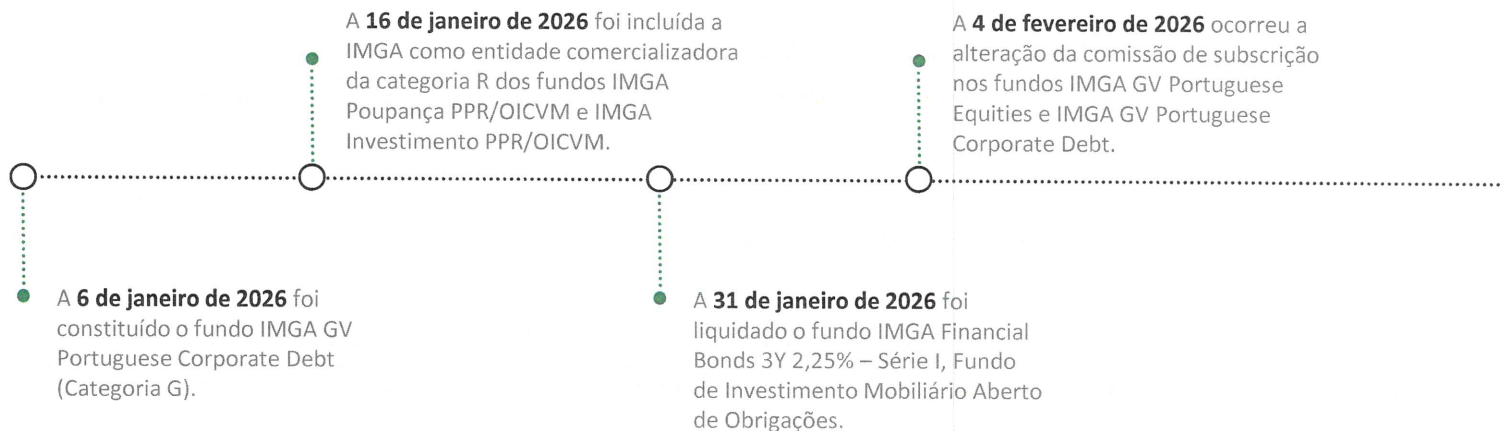 A 16 de janeiro de 2026 foi incluída a
IMGA como entidade comercializadora
da categoria R dos fundos IMGA
Poupança PPR/OICVM e IMGA
Investimento PPR/OICVM.
A 4 de fevereiro de 2026 ocorreu a
alteração da comissão de subscrição
nos fundos IMGA GV Portuguese
Equities e IMGA GV Portuguese
Corporate Debt.
A 6 de janeiro de 2026 foi
constituído o fundo IMGA GV
Portuguese Corporate Debt
(Categoria G).
A 31 de janeiro de 2026 foi
liquidado o fundo IMGA Financial
Bonds 3Y 2,25% – Série I, Fundo
de Investimento Mobiliário Aberto
de Obrigações.